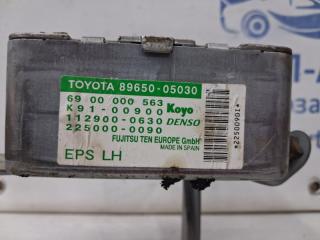 TOYOTA 89650-05030
69 00 000 563
K91-00900 Koyo
112900-0630 DENSO
225000-0090
FUJITSU TEN EUROPE GmbH
MADE IN SPAIN
EPS LH